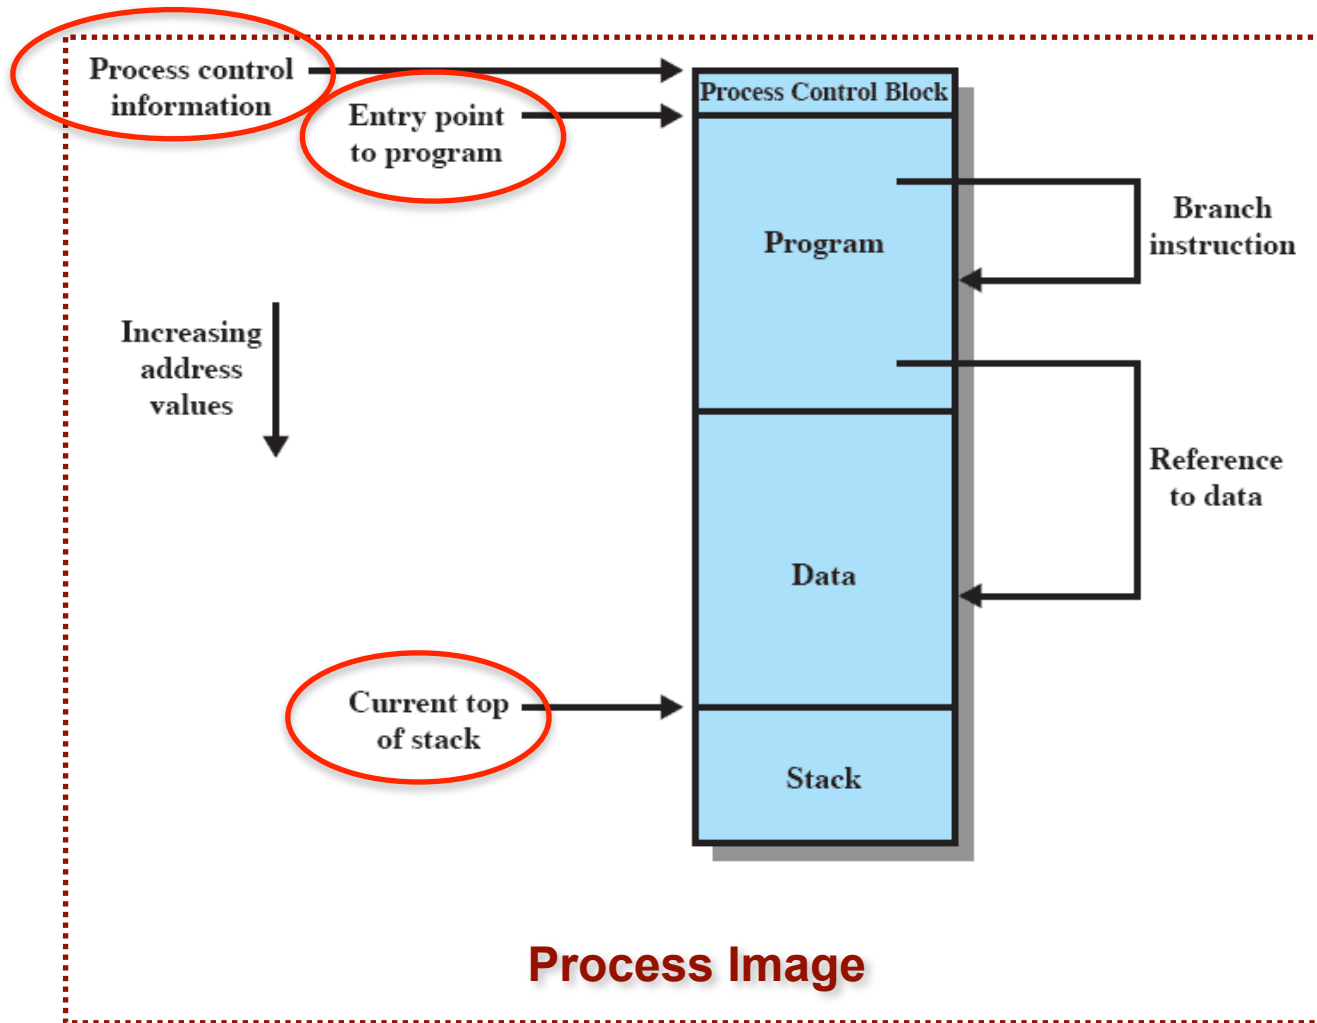 Process control
information
Entry point
to program
Process Control Block
Program
Branch
instruction
Increasing
address
values
Reference
to data
Data
Current top
of stack
Stack
Process Image